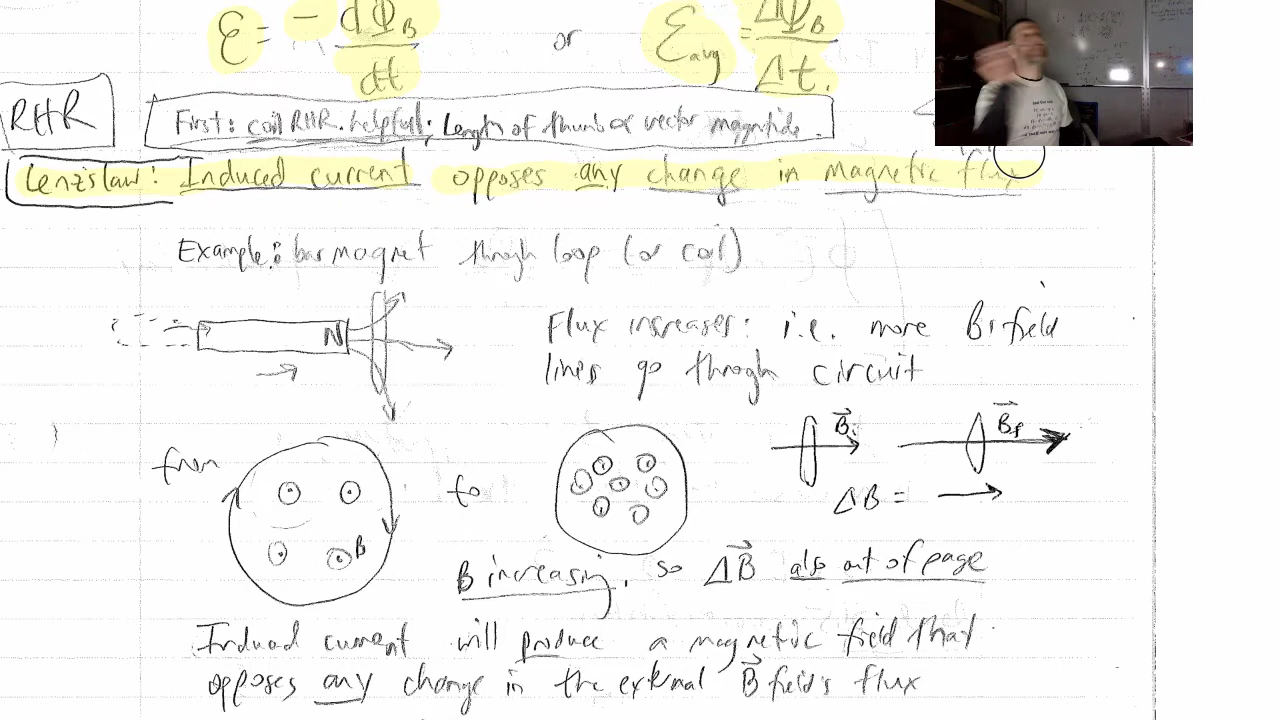 ℰ = - dΦ_B / dt or ℰavg = ΔΦ_B / Δt.
RHR
First: coil RHR. helpful. Length of thumb or vector magnitude.
Lenz's law: Induced current opposes any change in magnetic flux
Example: bar magnet through loop (or coil)
N
Flux increases: i.e. more B-field
lines go through circuit
B⃗i B⃗f
from to
ΔB = →
B
B increasing, so ΔB⃗ also out of page
Induced current will produce a magnetic field that
opposes any change in the external B⃗ field's flux